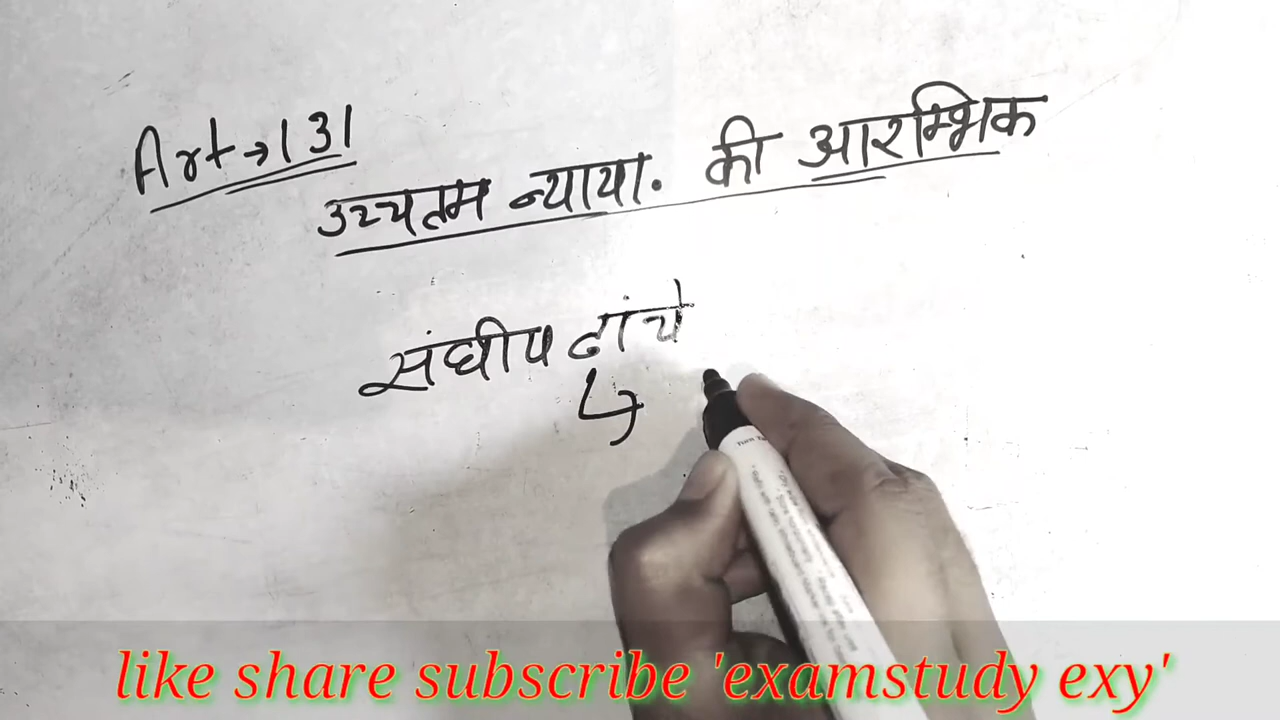 Art→131
उच्चतम न्याया. की आरम्भिक
संघीय ढांचे
like share subscribe 'examstudy exy'